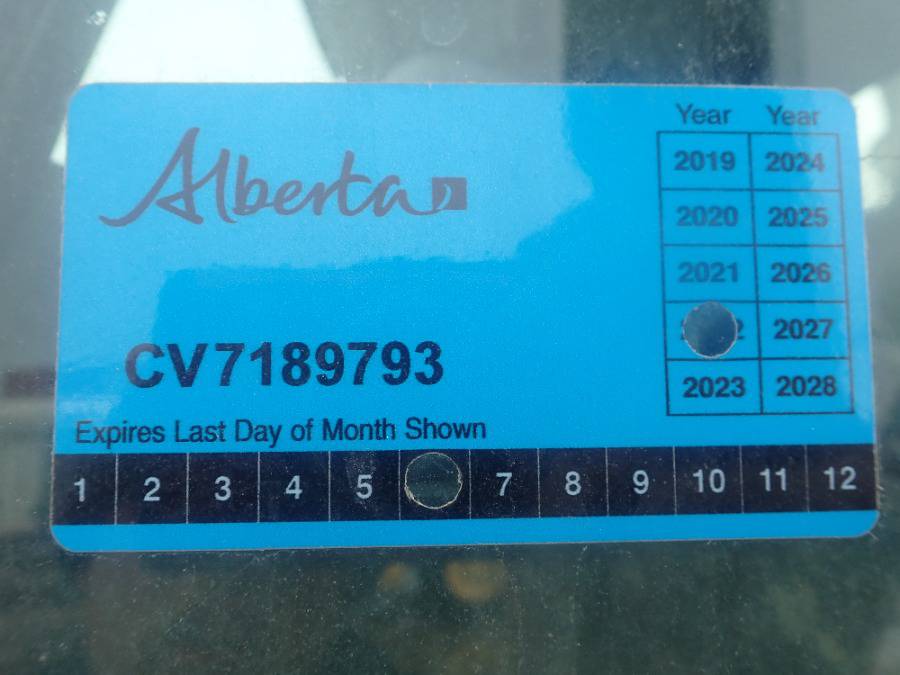 Alberta
Year Year
2019 2024
2020 2025
2021 2026
2027
2023 2028
CV7189793
Expires Last Day of Month Shown
1 2 3 4 5 7 8 9 10 11 12